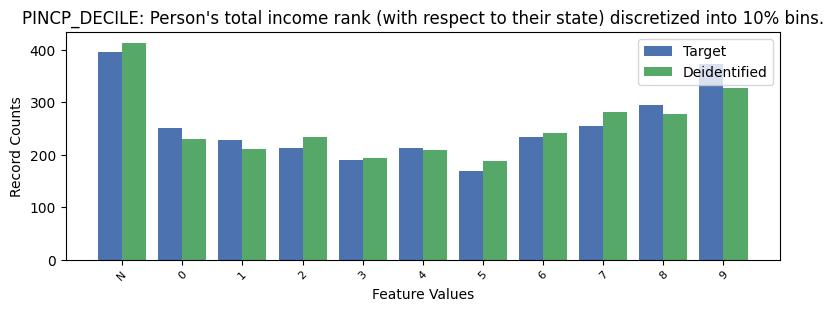 PINCP_DECILE: Person's total income rank (with respect to their state) discretized into 10% bins.
Target
Deidentified
400
300
200
100
0
Record Counts
N 0 1 2 3 4 5 6 7 8 9
Feature Values